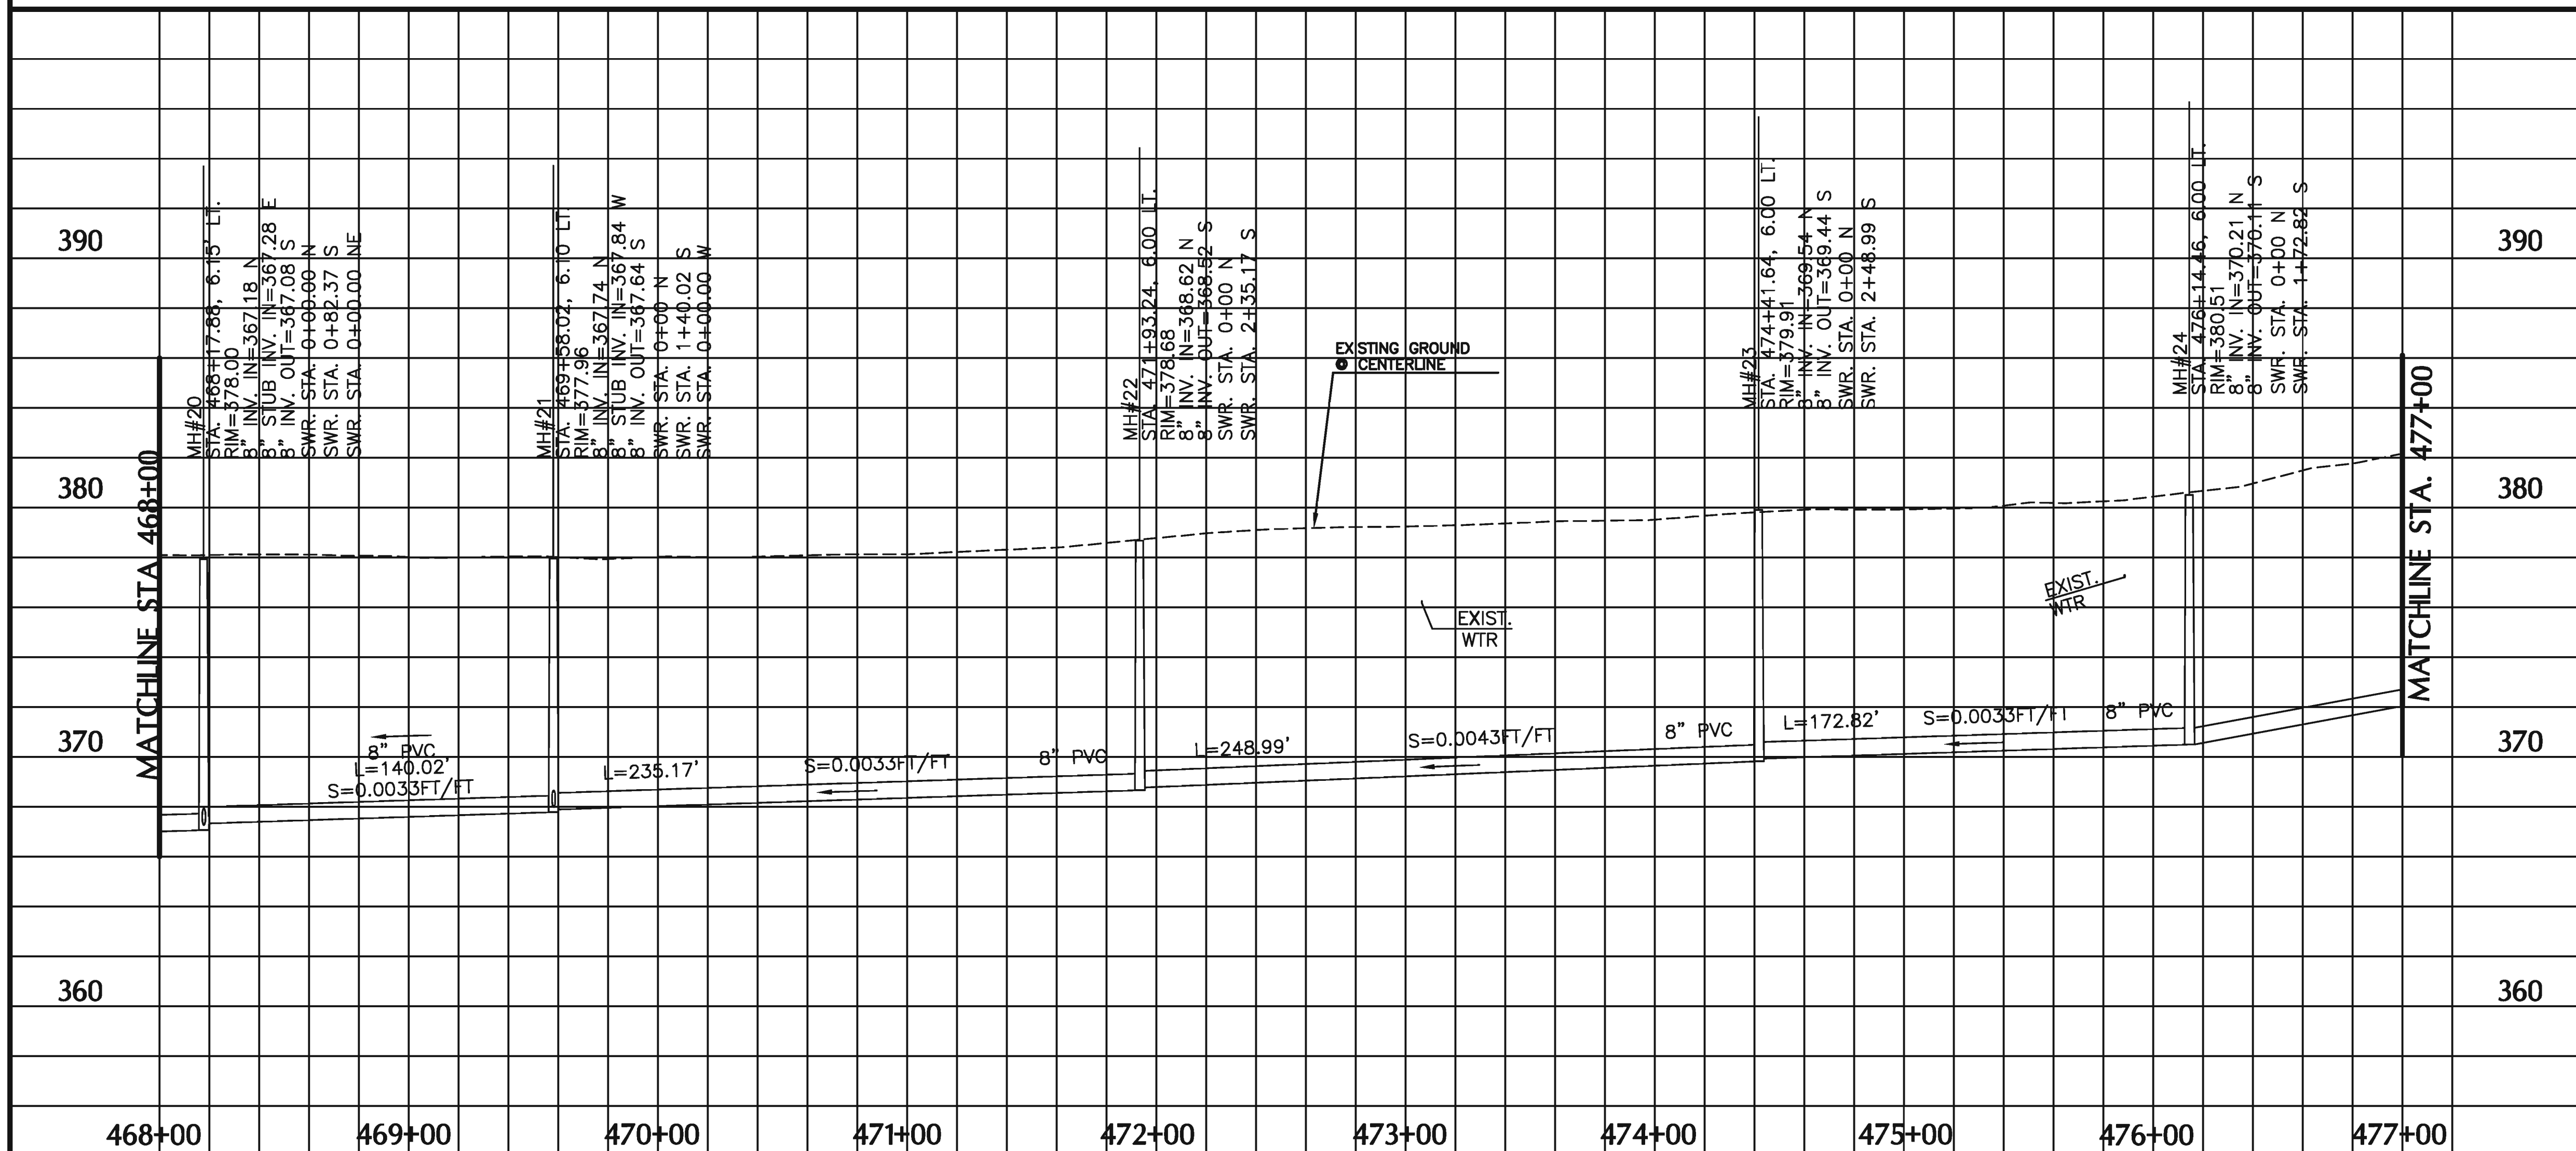 390
380
370
360
MATCHLINE STA 468+00
MH#20
STA. 468+17.88, 6.15' LT.
RIM=378.00
8" INV. IN=367.18 N
8" STUB INV. IN=367.28 E
8" INV. OUT=367.08 S
SWR. STA. 0+00.00 N
SWR. STA. 0+82.37 S
SWR. STA. 0+00.00 NE
MH#21
STA. 469+58.02, 6.10 LT.
RIM=377.96
8" INV. IN=367.74 N
8" STUB INV. IN=367.84 W
8" INV. OUT=367.64 S
SWR. STA. 0+00 N
SWR. STA. 1+40.02 S
SWR. STA. 0+00.00 W
MH#22
STA. 471+93.24, 6.00 LT.
RIM=378.68
8" INV. IN=368.62 N
8" INV. OUT=368.52 S
SWR. STA. 0+00 N
SWR. STA. 2+35.17 S
EXISTING GROUND
@ CENTERLINE
MH#23
STA. 474+41.64, 6.00 LT.
RIM=379.91
8" INV. IN=369.54 N
8" INV. OUT=369.44 S
SWR. STA. 0+00 N
SWR. STA. 2+48.99 S
MH#24
STA. 476+14.46, 6.00 LT.
RIM=380.51
8" INV. IN=370.21 N
8" INV. OUT=370.11 S
SWR. STA. 0+00 N
SWR. STA. 1+72.82 S
MATCHLINE STA. 477+00
390
380
370
360
EXIST.
WTR
EXIST.
WTR
8" PVC
L=140.02'
S=0.0033FT/FT
L=235.17'
S=0.0033FT/FT
8" PVC
L=248.99'
S=0.0043FT/FT
8" PVC
L=172.82'
S=0.0033FT/FT
8" PVC
468+00 469+00 470+00 471+00 472+00 473+00 474+00 475+00 476+00 477+00